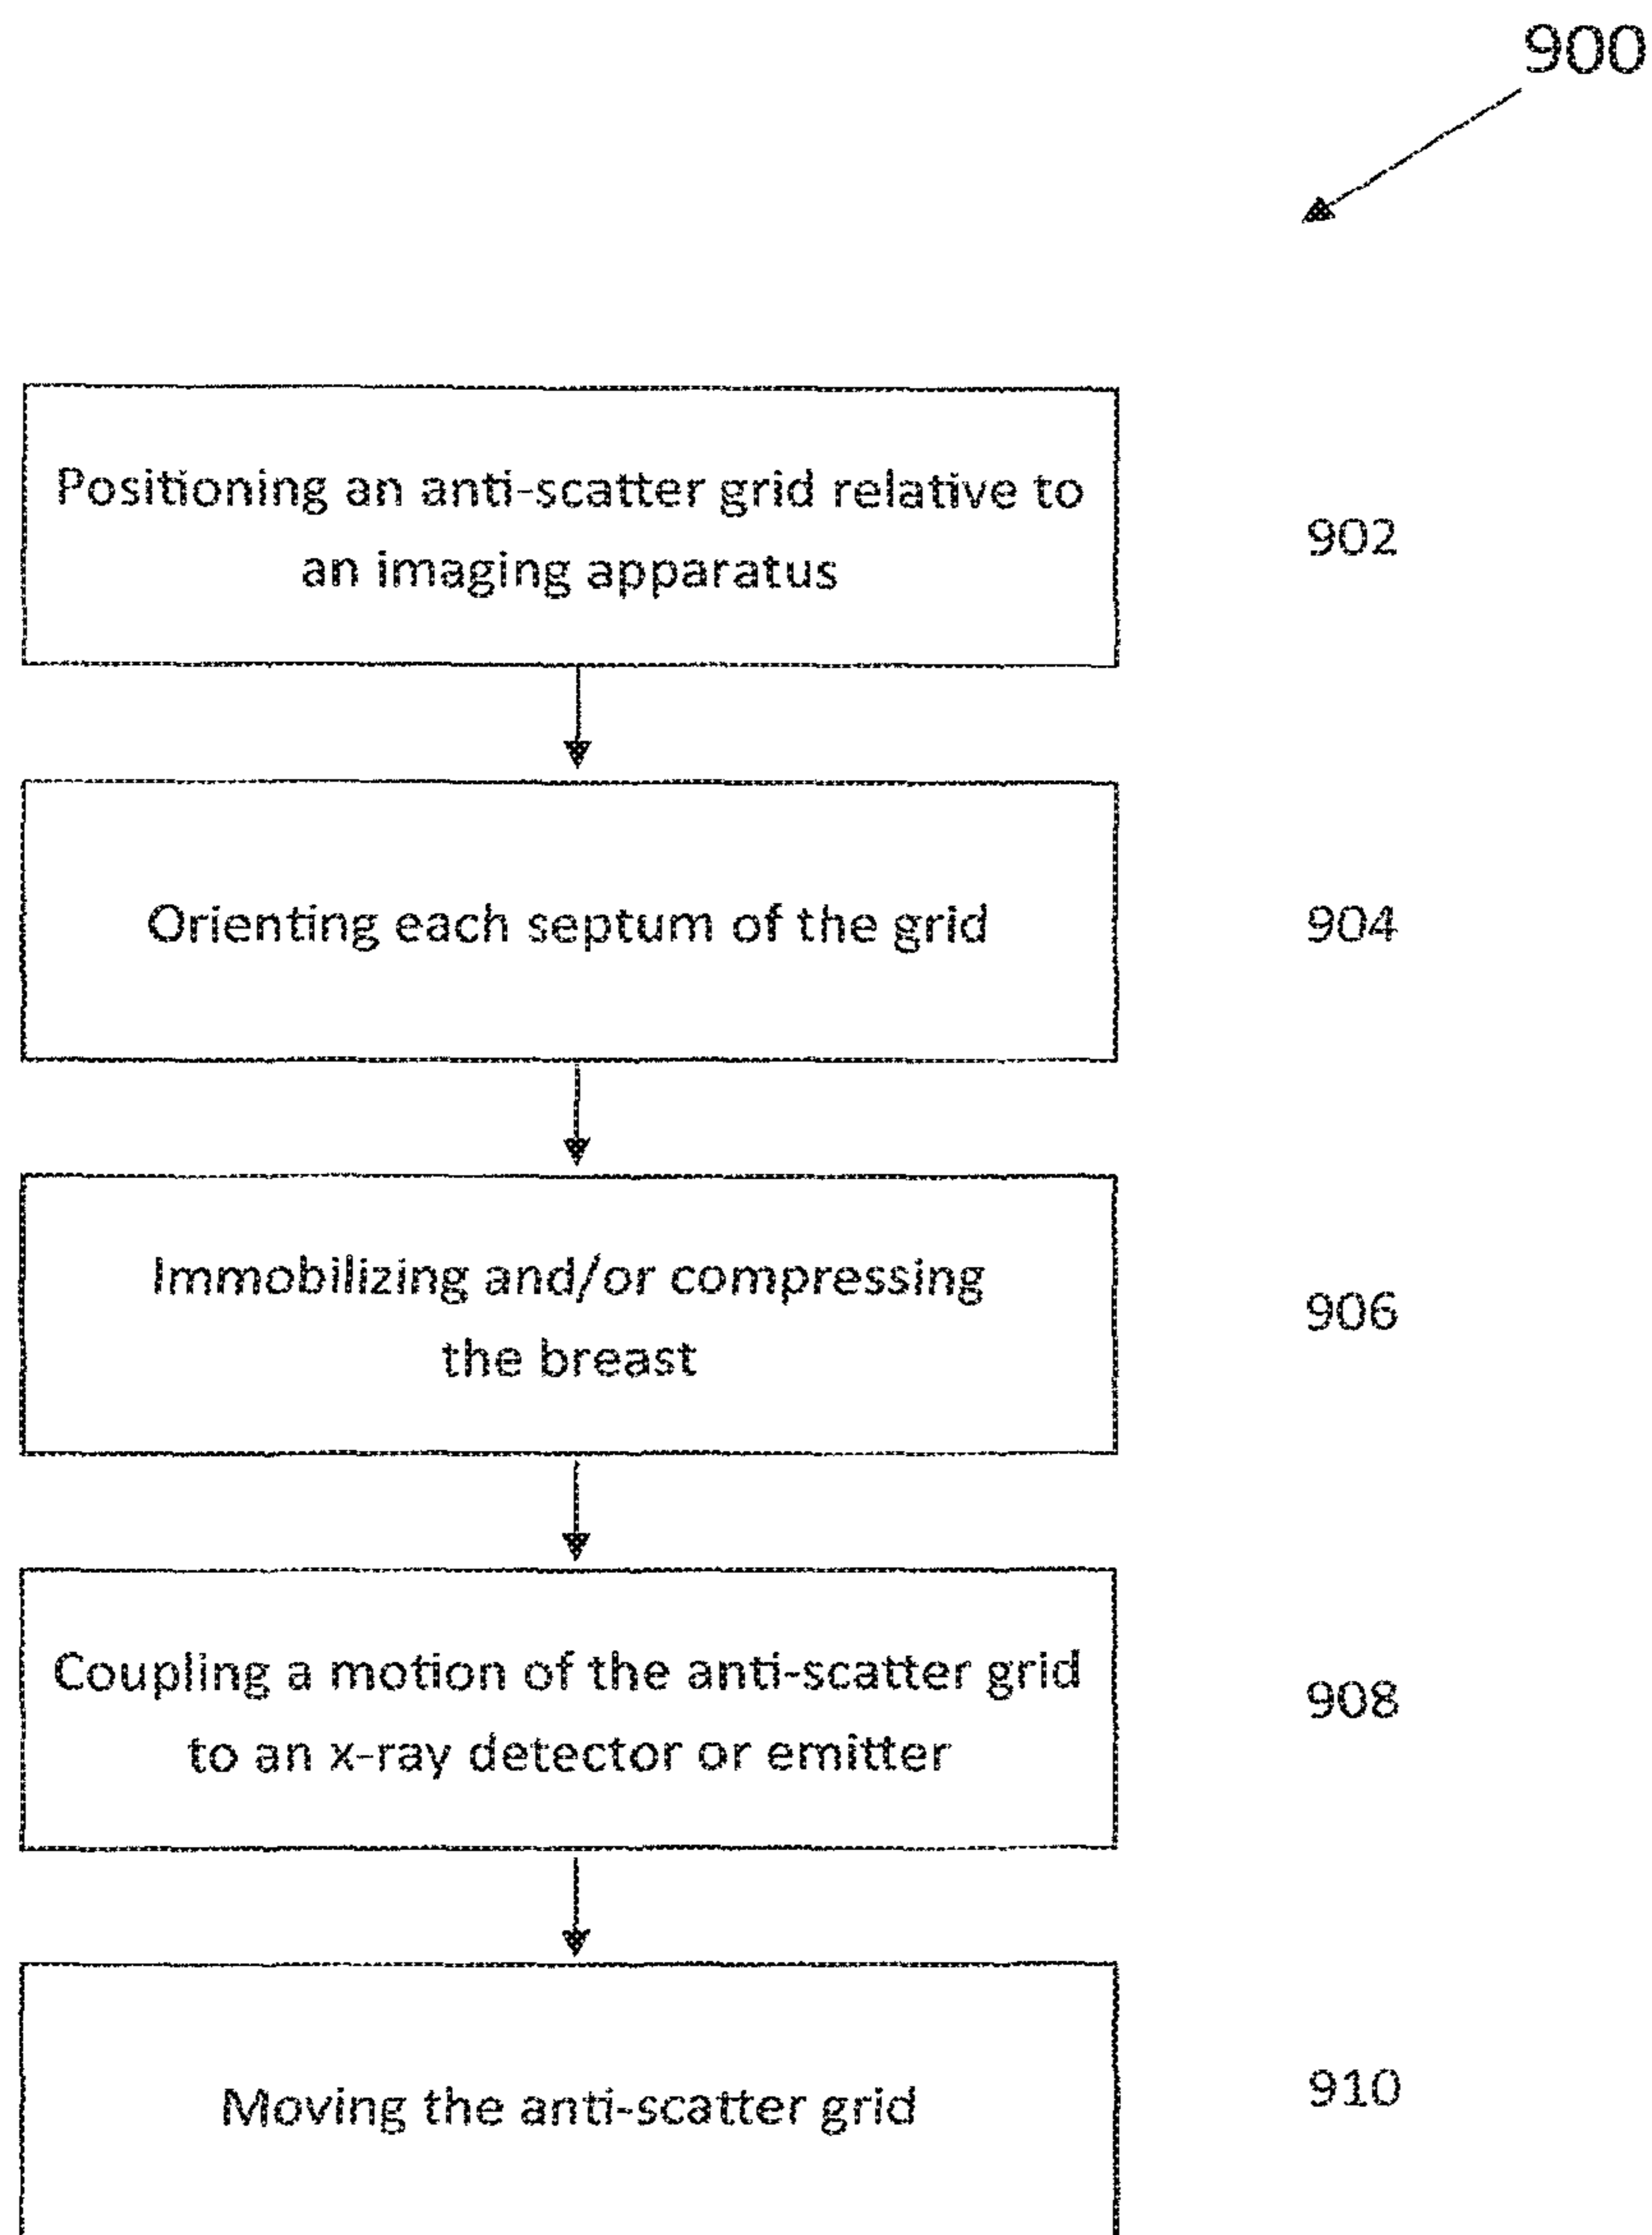 900
Positioning an anti-scatter grid relative to
an imaging apparatus
902
Orienting each septum of the grid
904
Immobilizing and/or compressing
the breast
906
Coupling a motion of the anti-scatter grid
to an x-ray detector or emitter
908
Moving the anti-scatter grid
910